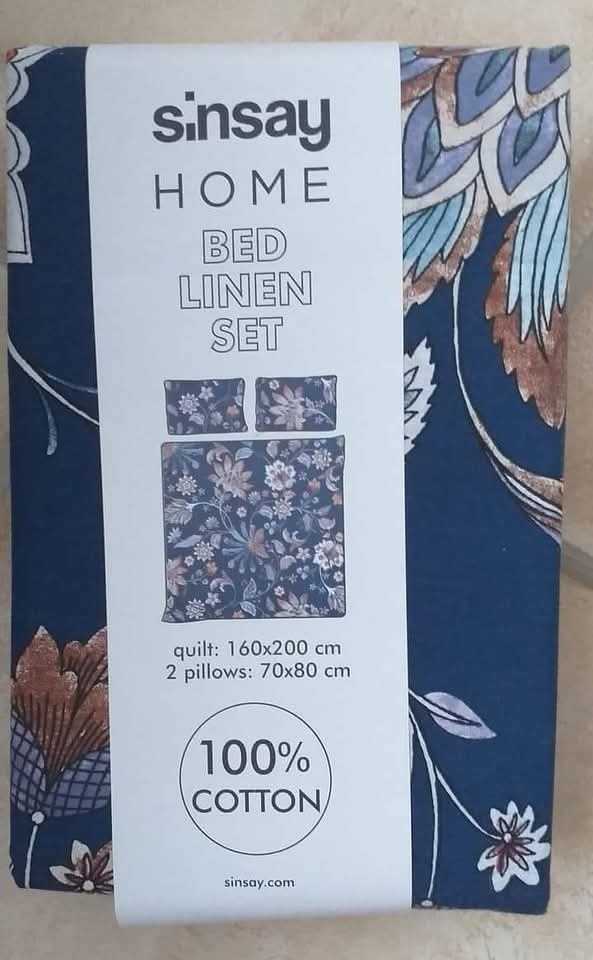 sinsay
HOME
BED
LINEN
SET
quilt: 160x200 cm
2 pillows: 70x80 cm
100%
COTTON
sinsay.com